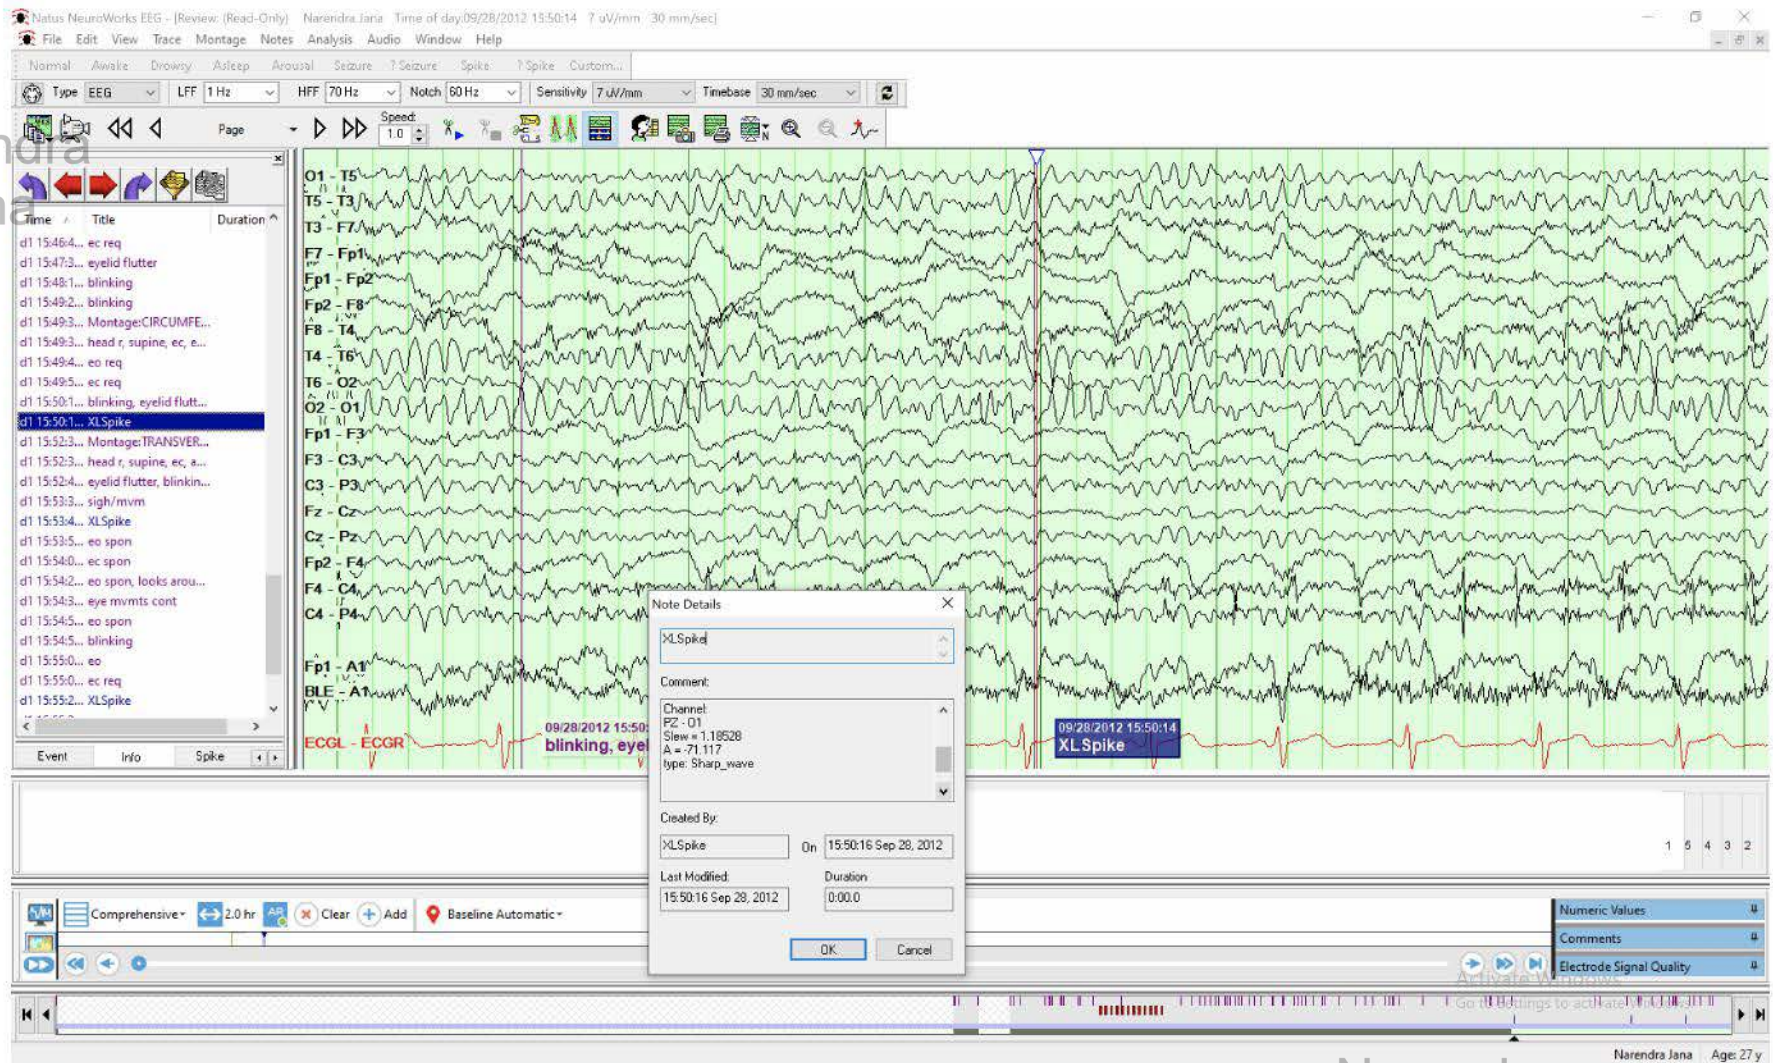 Natus NeuroWorks EEG - [Review: (Read-Only) Narendra Jana Time of day:09/28/2012 15:50:14 7 uV/mm 30 mm/sec]
File Edit View Trace Montage Notes Analysis Audio Window Help
Normal Awake Drowsy Asleep Arousal Seizure ?Seizure Spike ?Spike Custom...
Type EEG LFF 1 Hz HFF 70 Hz Notch 60 Hz Sensitivity 7 uV/mm Timebase 30 mm/sec
Page Speed: 1.0
Time / Title Duration
d1 15:46:4... ec req
d1 15:47:3... eyelid flutter
d1 15:48:1... blinking
d1 15:49:2... blinking
d1 15:49:3... Montage:CIRCUMFE...
d1 15:49:3... head r, supine, ec, e...
d1 15:49:4... eo req
d1 15:49:5... ec req
d1 15:50:1... blinking, eyelid flutt...
d1 15:50:1... XLSpike
d1 15:52:3... Montage:TRANSVER...
d1 15:52:3... head r, supine, ec, a...
d1 15:52:4... eyelid flutter, blinkin...
d1 15:53:3... sigh/mvm
d1 15:53:4... XLSpike
d1 15:53:5... eo spon
d1 15:54:0... ec spon
d1 15:54:2... eo spon, looks arou...
d1 15:54:3... eye mvmts cont
d1 15:54:5... eo spon
d1 15:54:5... blinking
d1 15:55:0... eo
d1 15:55:0... ec req
d1 15:55:2... XLSpike
Event Info Spike
O1 - T5
T5 - T3
T3 - F7
F7 - Fp1
Fp1 - Fp2
Fp2 - F8
F8 - T4
T4 - T6
T6 - O2
O2 - O1
Fp1 - F3
F3 - C3
C3 - P3
Fz - Cz
Cz - Pz
Fp2 - F4
F4 - C4
C4 - P4
Fp1 - A1
BLE - A1
ECGL - ECGR
09/28/2012 15:50:
blinking, eyel
09/28/2012 15:50:14
XLSpike
Note Details
XLSpike
Comment:
Channel:
PZ - O1
Slew = 1.18528
A = -71.117
type: Sharp_wave
Created By:
XLSpike On 15:50:16 Sep 28, 2012
Last Modified: Duration
15:50:16 Sep 28, 2012 0:00.0
OK Cancel
1 5 4 3 2
Comprehensive 2.0 hr AR Clear Add Baseline Automatic
Numeric Values
Comments
Electrode Signal Quality
Activate Windows
Go to Settings to activate Windows.
Narendra Jana Age: 27 y